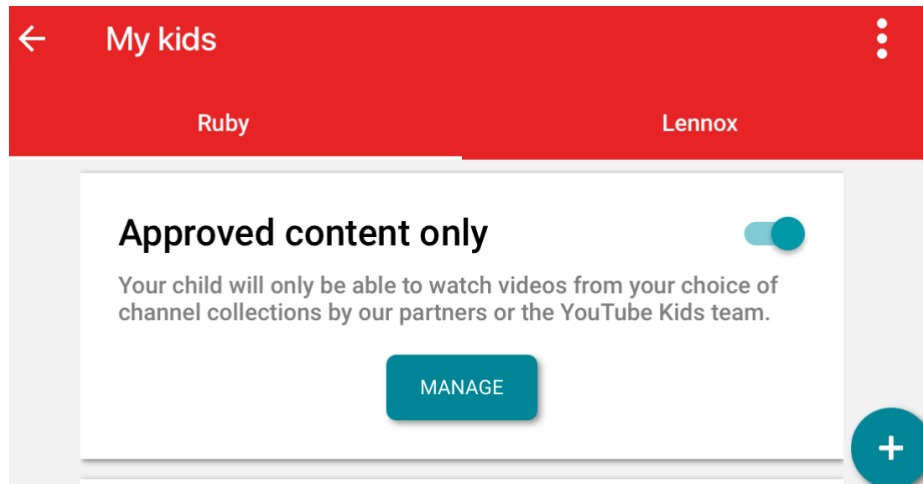 My kids
Ruby
Lennox
Approved content only
Your child will only be able to watch videos from your choice of
channel collections by our partners or the YouTube Kids team.
MANAGE